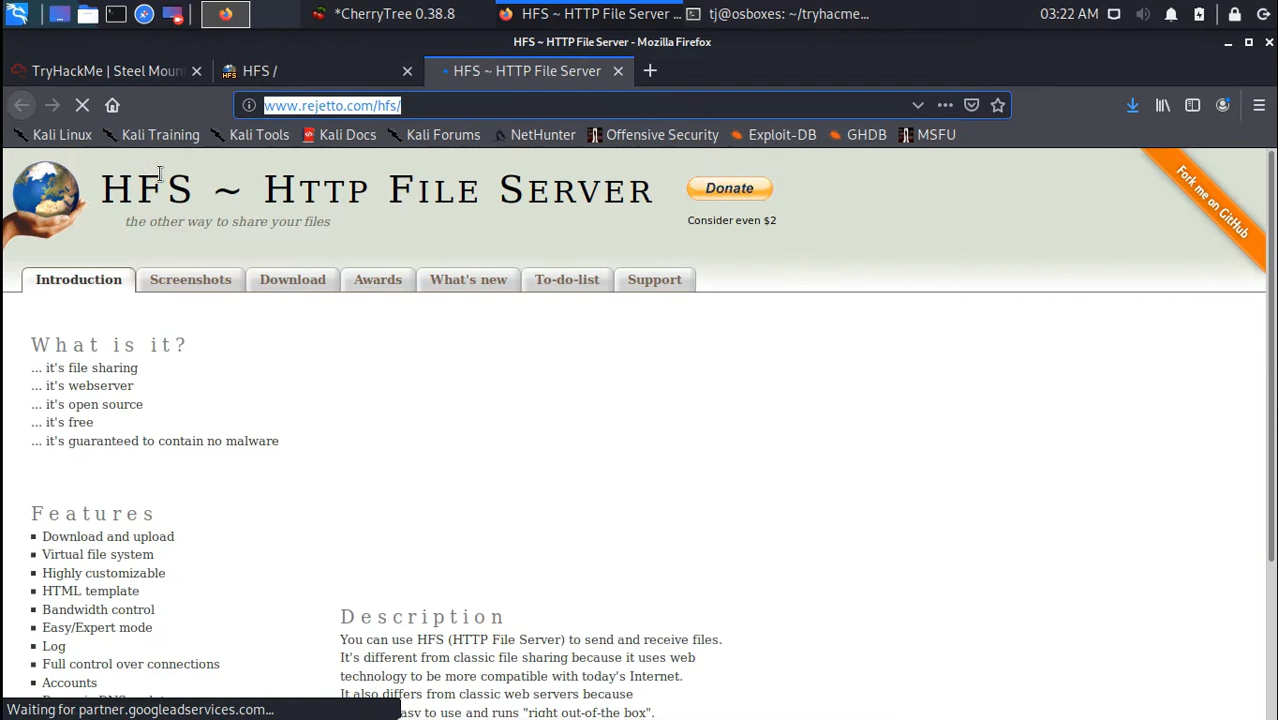 *CherryTree 0.38.8
HFS ~ HTTP File Server ...
tj@osboxes: ~/tryhacme...
03:22 AM
HFS ~ HTTP File Server - Mozilla Firefox
TryHackMe | Steel Moun
HFS /
HFS ~ HTTP File Server
www.rejetto.com/hfs/
Kali Linux
Kali Training
Kali Tools
Kali Docs
Kali Forums
NetHunter
Offensive Security
Exploit-DB
GHDB
MSFU
HFS ~ HTTP FILE SERVER
the other way to share your files
Donate
Consider even $2
Fork me on GitHub
Introduction
Screenshots
Download
Awards
What's new
To-do-list
Support
What is it?
... it's file sharing
... it's webserver
... it's open source
... it's free
... it's guaranteed to contain no malware
Features
Download and upload
Virtual file system
Highly customizable
HTML template
Bandwidth control
Easy/Expert mode
Log
Full control over connections
Accounts
Description
You can use HFS (HTTP File Server) to send and receive files.
It's different from classic file sharing because it uses web
technology to be more compatible with today's Internet.
It also differs from classic web servers because
easy to use and runs "right out-of-the box".
Waiting for partner.googleadservices.com...